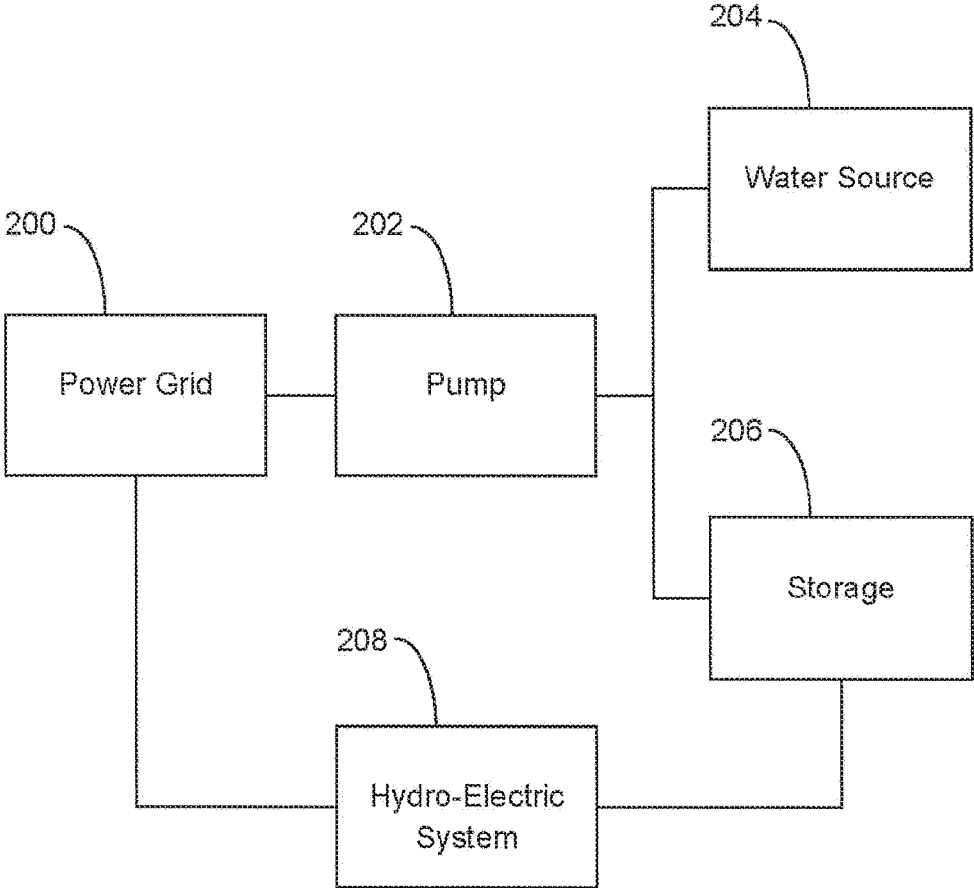 204
Water Source
200
202
Power Grid
Pump
206
Storage
208
Hydro-Electric
System